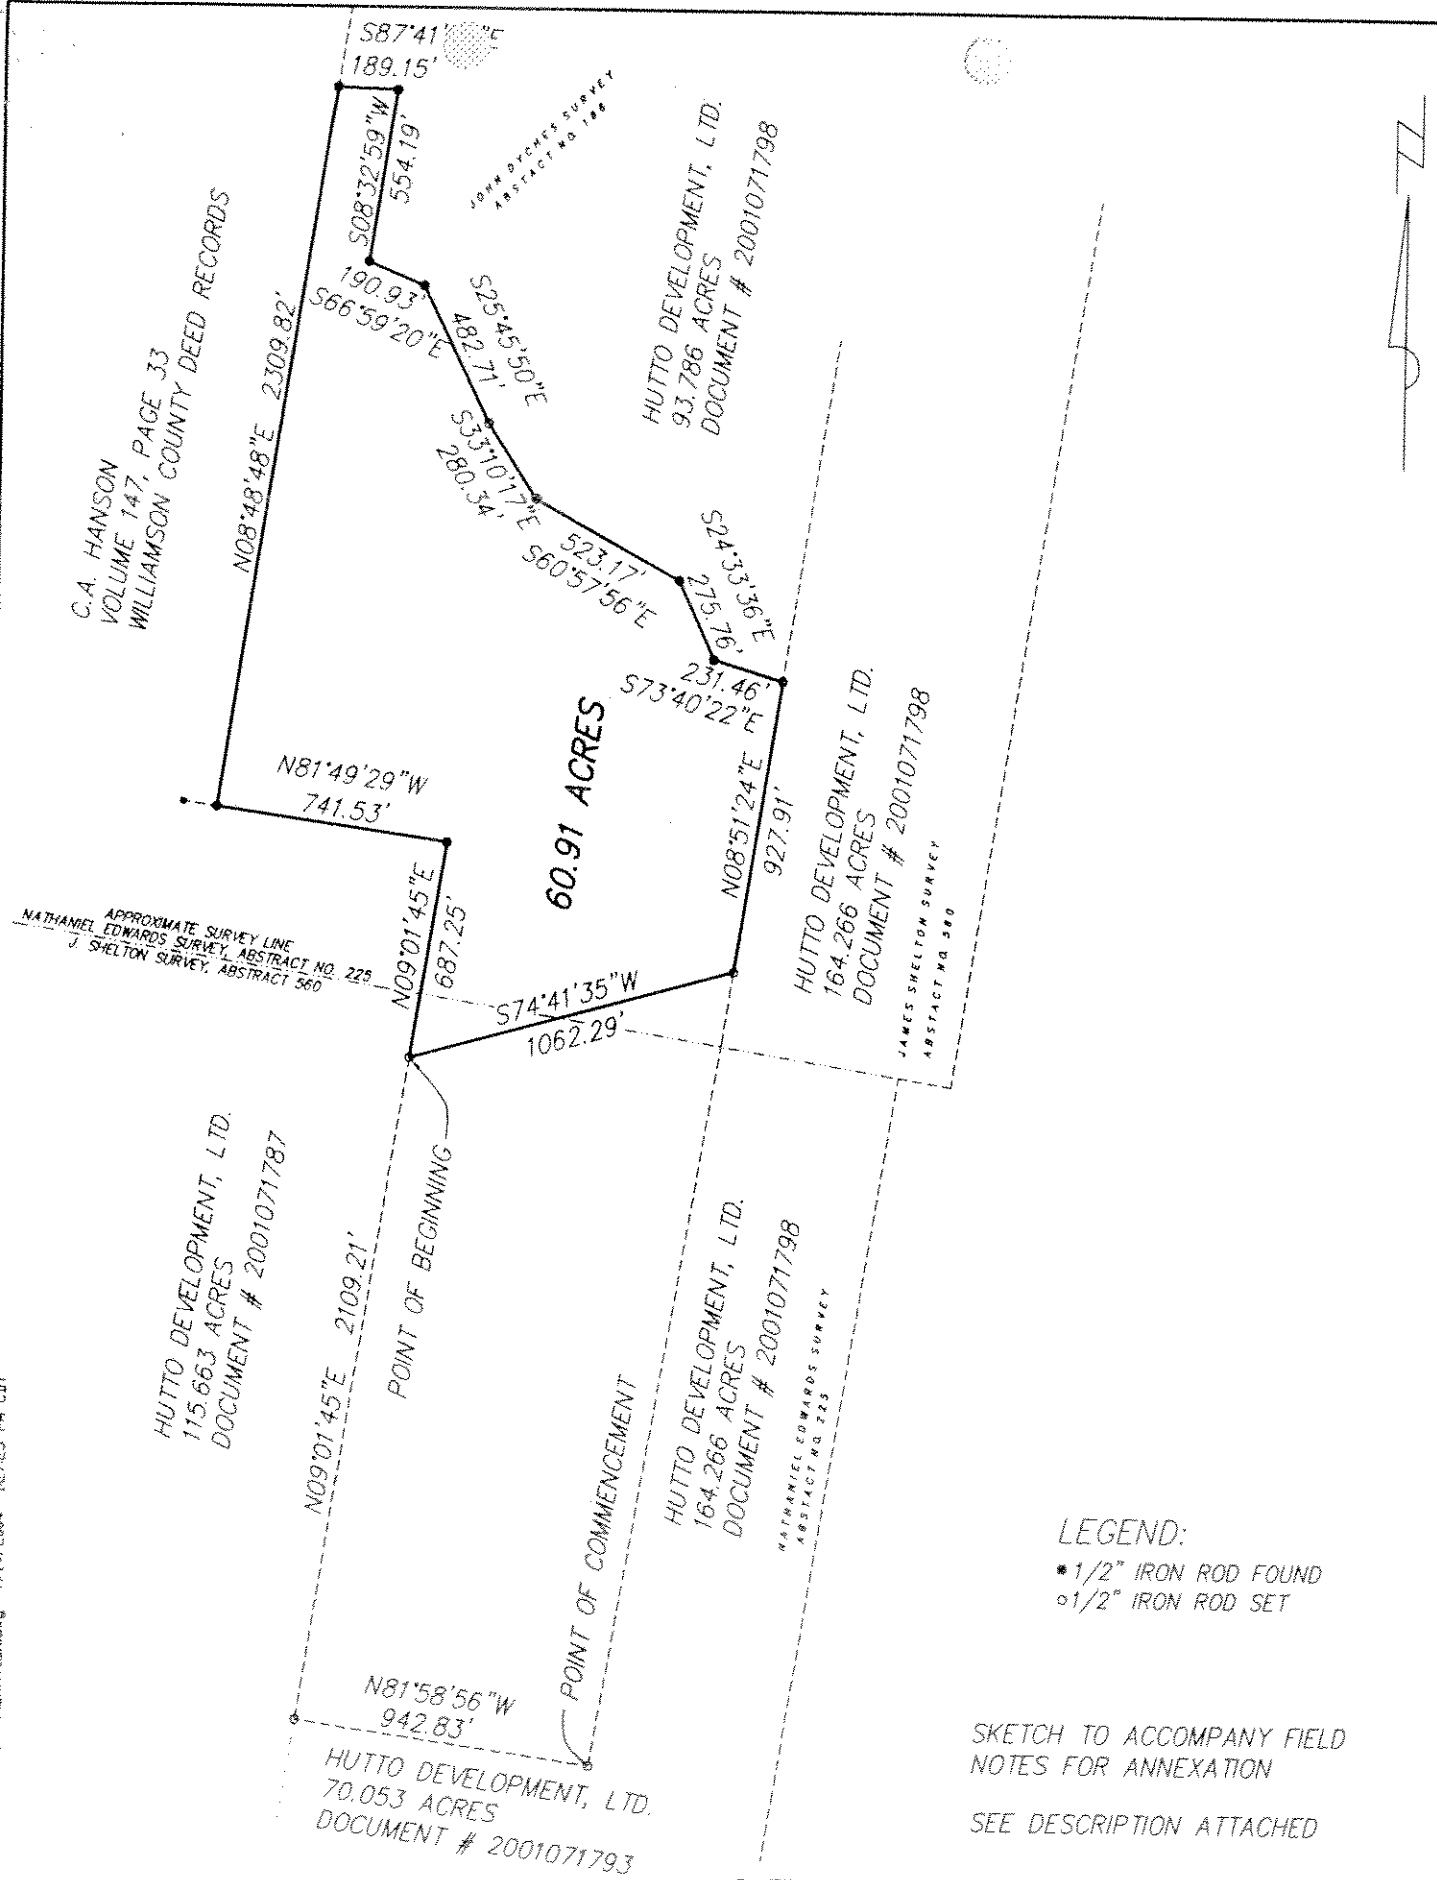 S87°41' "E
189.15'
S08°32'59"W
554.19'
JOHN DYCHES SURVEY
ABSTACT NO. 188
190.93'
S66°59'20"E
S25°45'50"E
482.71'
HUTTO DEVELOPMENT, LTD.
93.786 ACRES
DOCUMENT # 2001071798
N
C.A. HANSON
VOLUME 147, PAGE 33
WILLIAMSON COUNTY DEED RECORDS
N08°48'48"E 2309.82'
S33°10'17"E
280.34'
523.17'
S60°57'56"E
S24°33'36"E
275.76'
231.46'
S73°40'22"E
60.91 ACRES
N81°49'29"W
741.53'
N08°51'24"E
927.91'
HUTTO DEVELOPMENT, LTD.
164.266 ACRES
DOCUMENT # 2001071798
JAMES SHELTON SURVEY
ABSTACT NO. 580
APPROXIMATE SURVEY LINE
NATHANIEL EDWARDS SURVEY, ABSTRACT NO. 225
J. SHELTON SURVEY, ABSTRACT 560
N09°01'45"E
687.25'
S74°41'35"W
1062.29'
POINT OF BEGINNING
HUTTO DEVELOPMENT, LTD.
115.663 ACRES
DOCUMENT # 2001071787
N09°01'45"E 2109.21'
HUTTO DEVELOPMENT, LTD.
164.266 ACRES
DOCUMENT # 2001071798
NATHANIEL EDWARDS SURVEY
ABSTACT NO. 225
POINT OF COMMENCEMENT
N81°58'56"W
942.83'
HUTTO DEVELOPMENT, LTD.
70.053 ACRES
DOCUMENT # 2001071793
LEGEND:
1/2" IRON ROD FOUND
1/2" IRON ROD SET
SKETCH TO ACCOMPANY FIELD
NOTES FOR ANNEXATION
SEE DESCRIPTION ATTACHED